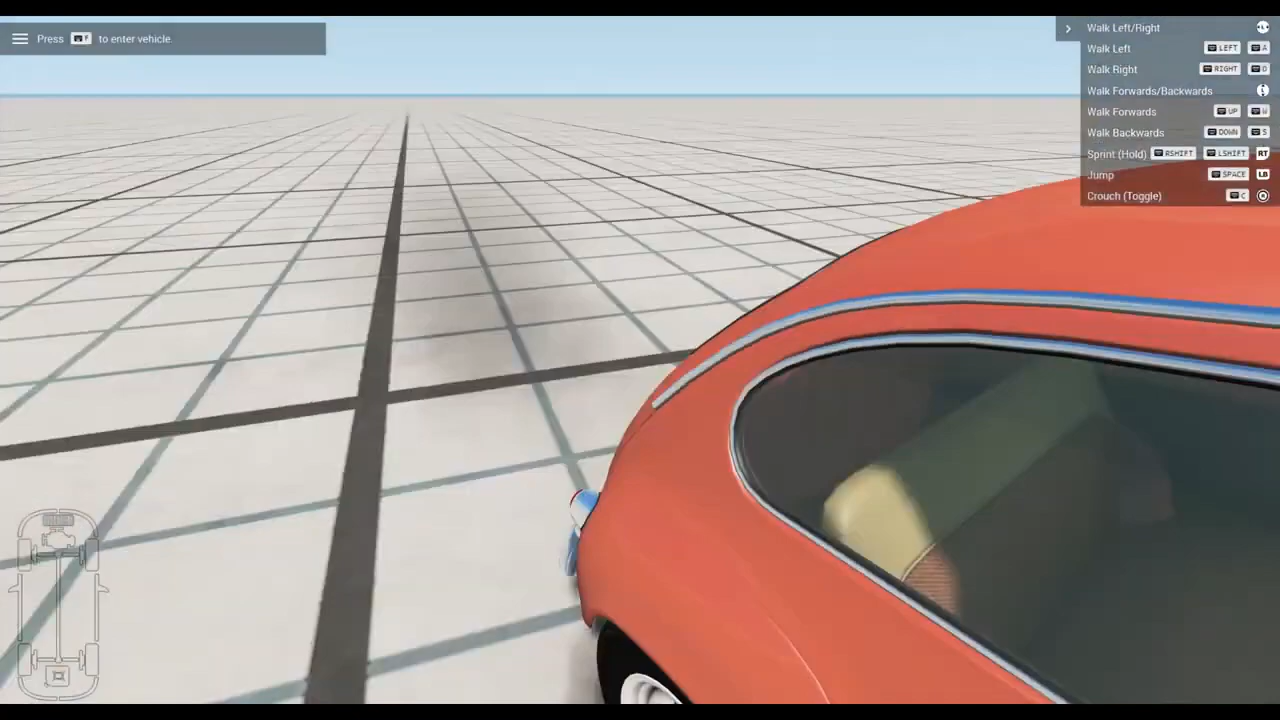 Press F to enter vehicle.
Walk Left/Right
Walk Left LEFT A
Walk Right RIGHT D
Walk Forwards/Backwards
Walk Forwards UP W
Walk Backwards DOWN S
Sprint (Hold) RSHIFT LSHIFT RT
Jump SPACE LB
Crouch (Toggle) C